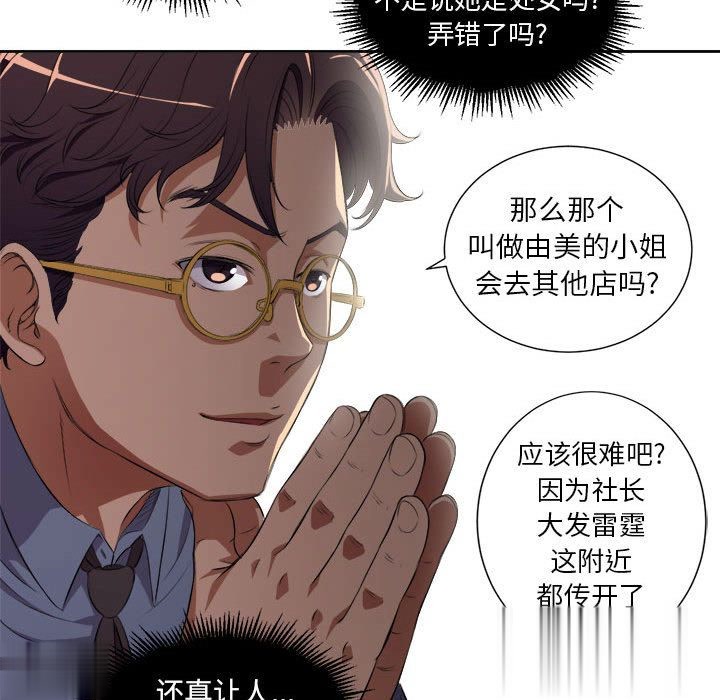 不是说她是处女吗?
弄错了吗?
那么那个
叫做由美的小姐
会去其他店吗?
应该很难吧?
因为社长
大发雷霆
这附近
都传开了
还真让人...